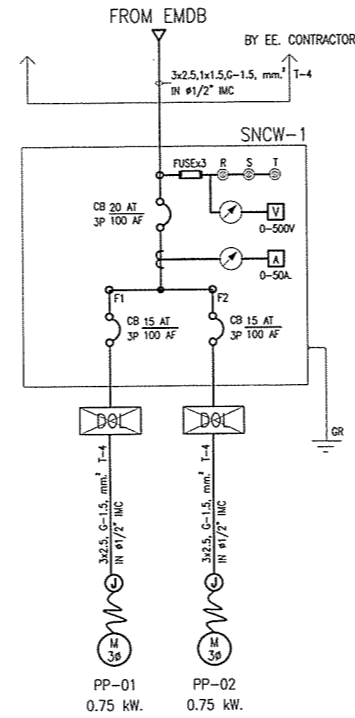 FROM EMDB
BY EE. CONTRACTOR
3x2.5,1x1.5,G-1.5, mm.² T-4
IN ø1/2" IMC
SNCW-1
FUSEx3 R S T
CB 20 AT
3P 100 AF
V
0-500V
A
0-50A.
F1 F2
CB 15 AT
3P 100 AF
CB 15 AT
3P 100 AF
GR
DOL DOL
3x2.5, G-1.5, mm.² T-4
IN ø1/2" IMC
3x2.5, G-1.5, mm.² T-4
IN ø1/2" IMC
J J
M
3ø
M
3ø
PP-01 PP-02
0.75 kW. 0.75 kW.